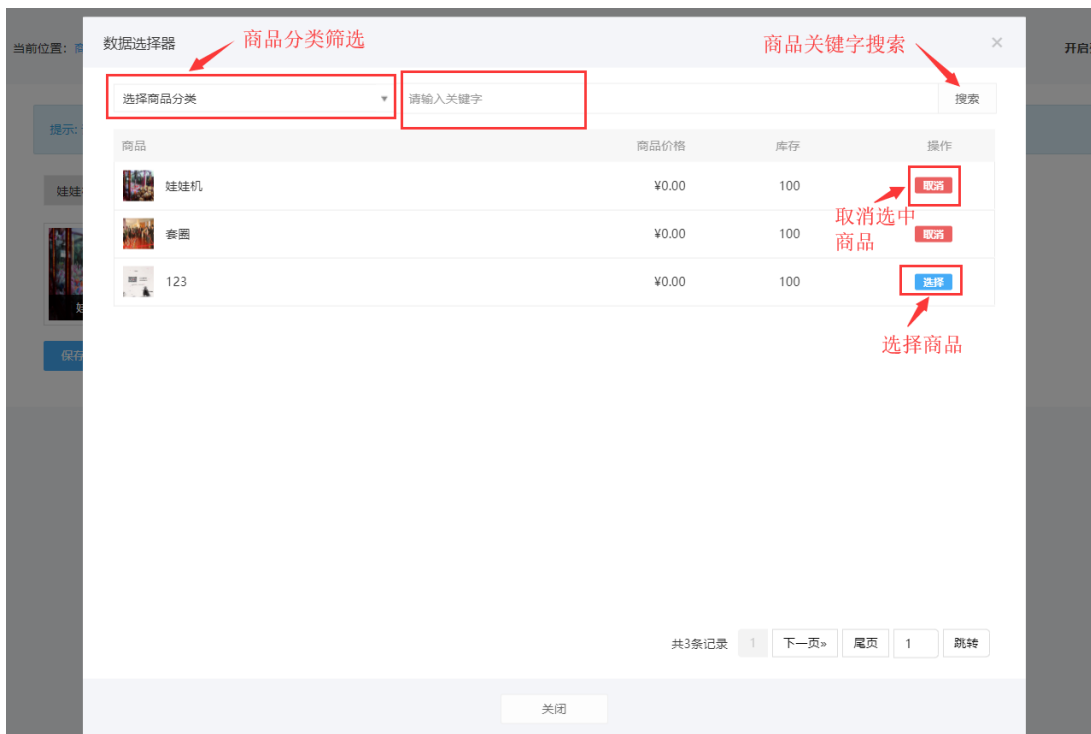 数据选择器
商品分类筛选
商品关键字搜索
×
当前位置：
开启
选择商品分类
请输入关键字
搜索
提示:
商品 商品价格 库存 操作
娃娃机 ¥0.00 100 取消
娃娃
取消选中
商品
套圈 ¥0.00 100 取消
123 ¥0.00 100 选择
选择商品
保存
共3条记录 1 下一页» 尾页 1 跳转
关闭